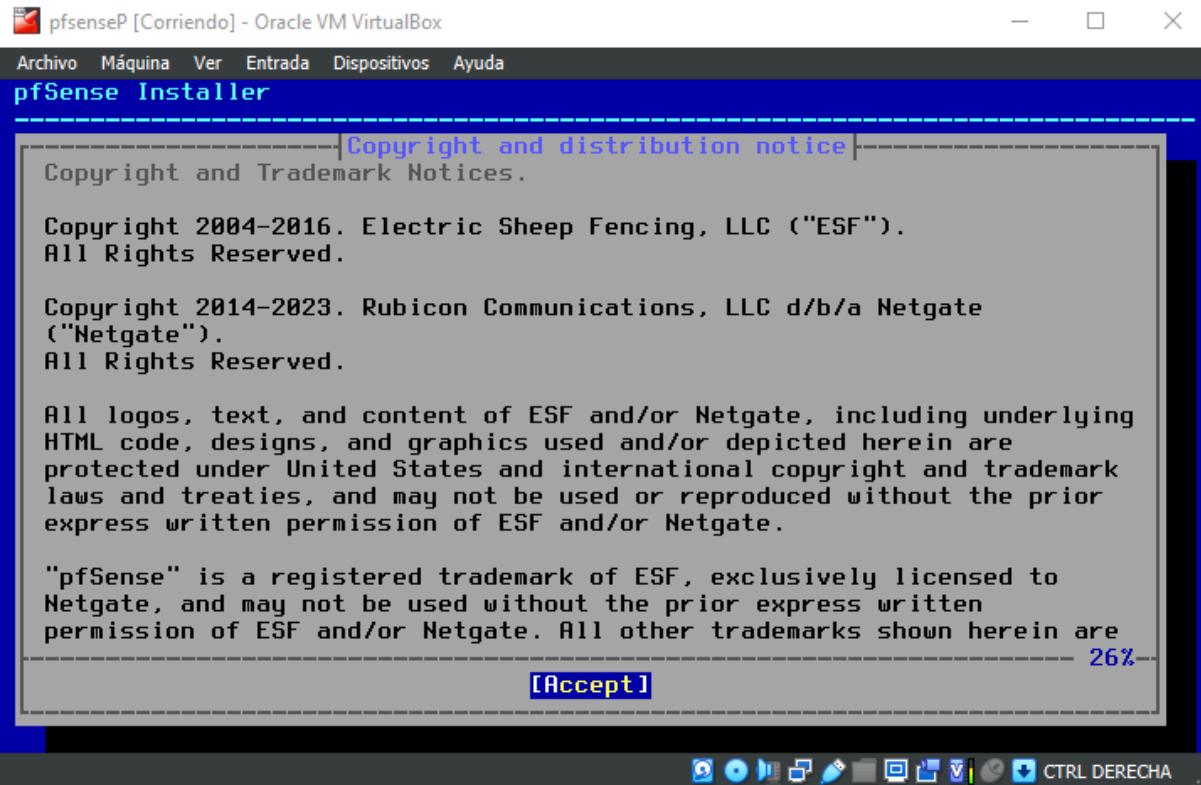 pfsenseP [Corriendo] - Oracle VM VirtualBox
Archivo Máquina Ver Entrada Dispositivos Ayuda
pfSense Installer
Copyright and distribution notice
Copyright and Trademark Notices.
Copyright 2004-2016. Electric Sheep Fencing, LLC ("ESF").
All Rights Reserved.
Copyright 2014-2023. Rubicon Communications, LLC d/b/a Netgate
("Netgate").
All Rights Reserved.
All logos, text, and content of ESF and/or Netgate, including underlying
HTML code, designs, and graphics used and/or depicted herein are
protected under United States and international copyright and trademark
laws and treaties, and may not be used or reproduced without the prior
express written permission of ESF and/or Netgate.
"pfSense" is a registered trademark of ESF, exclusively licensed to
Netgate, and may not be used without the prior express written
permission of ESF and/or Netgate. All other trademarks shown herein are
26%
[Accept]
CTRL DERECHA